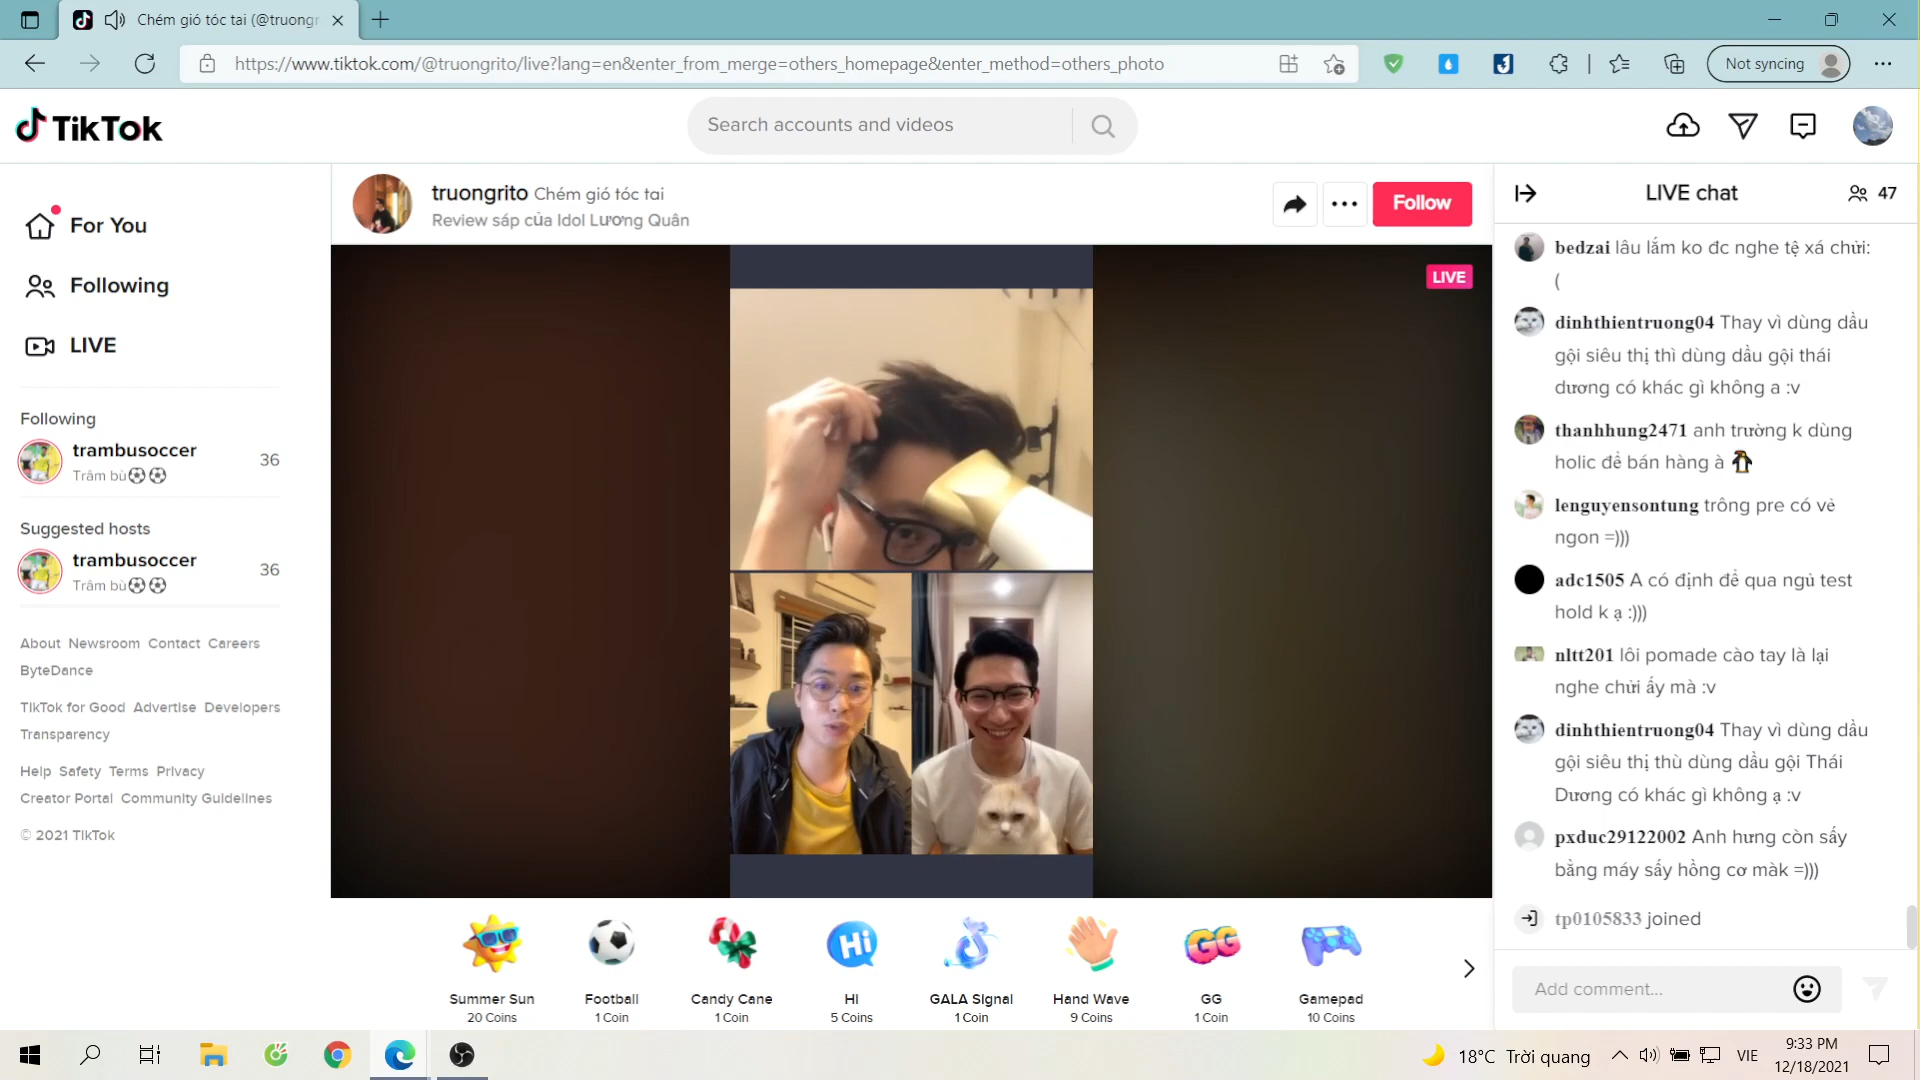 Chém gió tóc tai (@truongr
https://www.tiktok.com/@truongrito/live?lang=en&enter_from_merge=others_homepage&enter_method=others_photo
Not syncing
TikTok
Search accounts and videos
For You
Following
LIVE
Following
trambusoccer
36
Trâm bù⚽⚽
Suggested hosts
trambusoccer
36
Trâm bù⚽⚽
About Newsroom Contact Careers
ByteDance
TikTok for Good Advertise Developers
Transparency
Help Safety Terms Privacy
Creator Portal Community Guidelines
© 2021 TikTok
truongrito Chém gió tóc tai
Review sáp của Idol Lương Quân
Follow
LIVE
Summer Sun
20 Coins
Football
1 Coin
Candy Cane
1 Coin
Hi
HI
5 Coins
GALA Signal
1 Coin
Hand Wave
9 Coins
GG
GG
1 Coin
Gamepad
10 Coins
LIVE chat
47
bedzai lâu lắm ko đc nghe tệ xá chửi:
(
dinhthientruong04 Thay vì dùng dầu
gội siêu thị thì dùng dầu gội thái
dương có khác gì không a :v
thanhhung2471 anh trường k dùng
holic để bán hàng à 🐧
lenguyensontung trông pre có vẻ
ngon =)))
adc1505 A có định để qua ngủ test
hold k ạ :)))
nltt201 lôi pomade cào tay là lại
nghe chửi ấy mà :v
dinhthientruong04 Thay vì dùng dầu
gội siêu thị thù dùng dầu gội Thái
Dương có khác gì không ạ :v
pxduc29122002 Anh hưng còn sấy
bằng máy sấy hồng cơ màk =)))
tp0105833 joined
Add comment...
18°C Trời quang
VIE
9:33 PM
12/18/2021